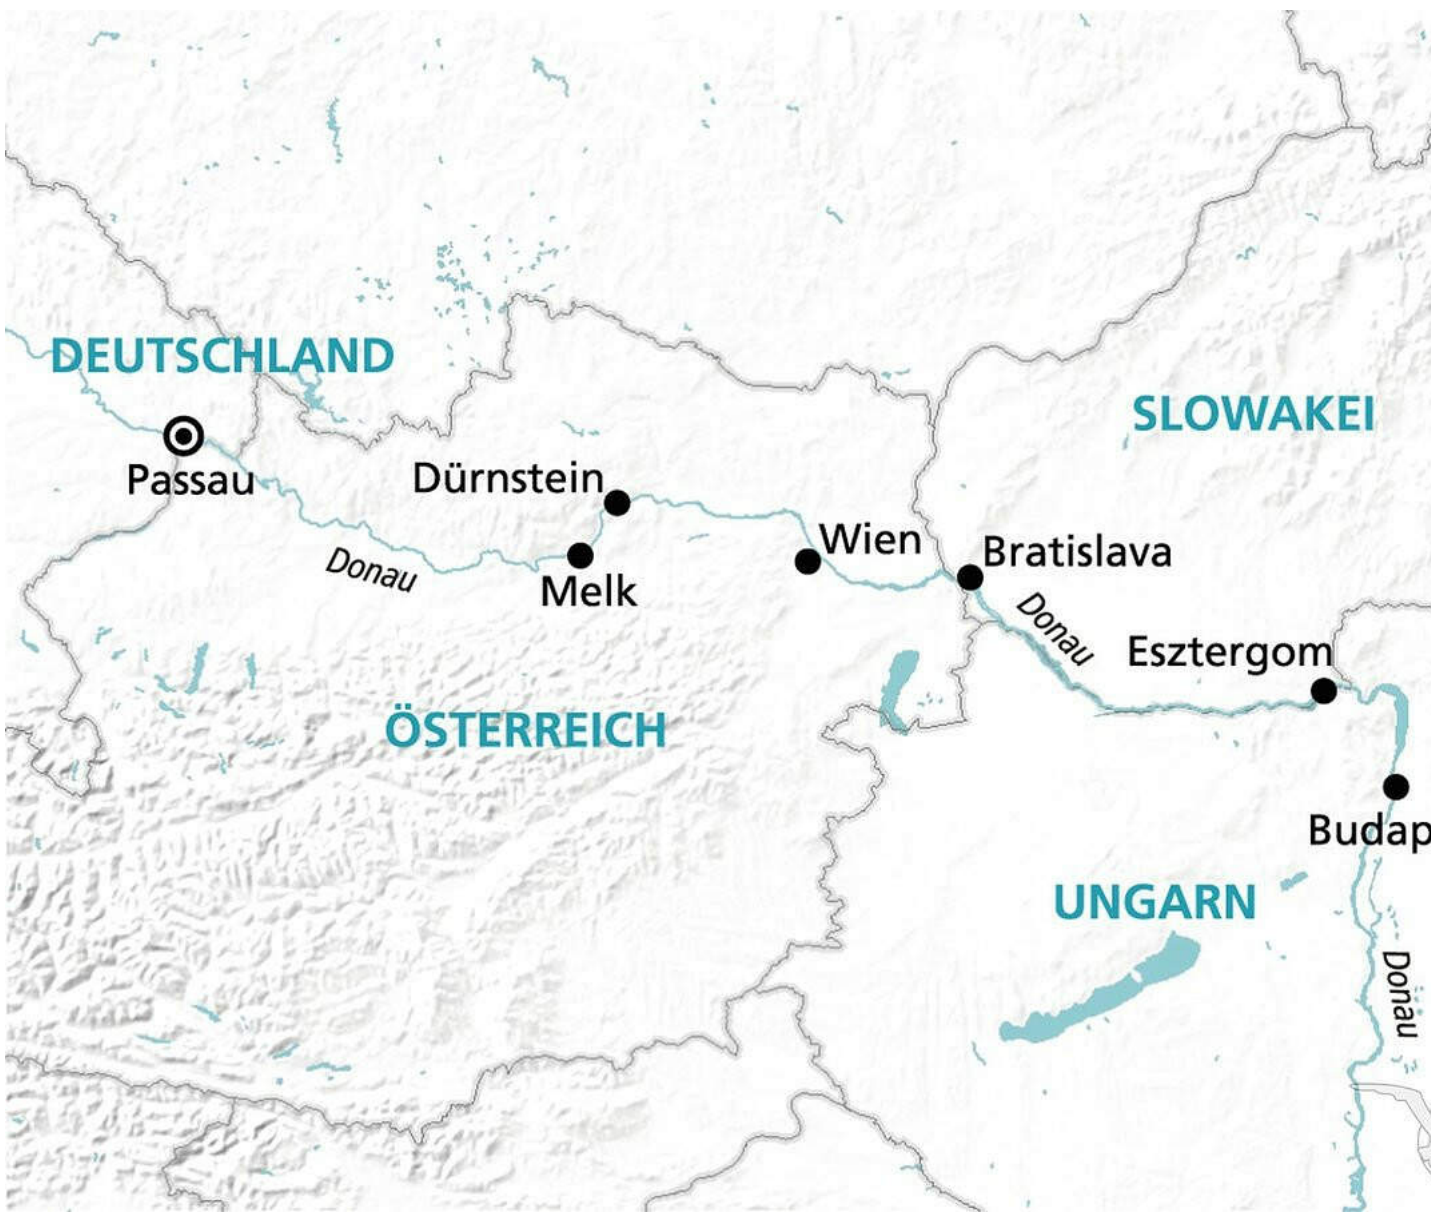 DEUTSCHLAND
SLOWAKEI
Passau
Dürnstein
Wien
Bratislava
Donau
Melk
Donau
Esztergom
ÖSTERREICH
Budap
UNGARN
Donau